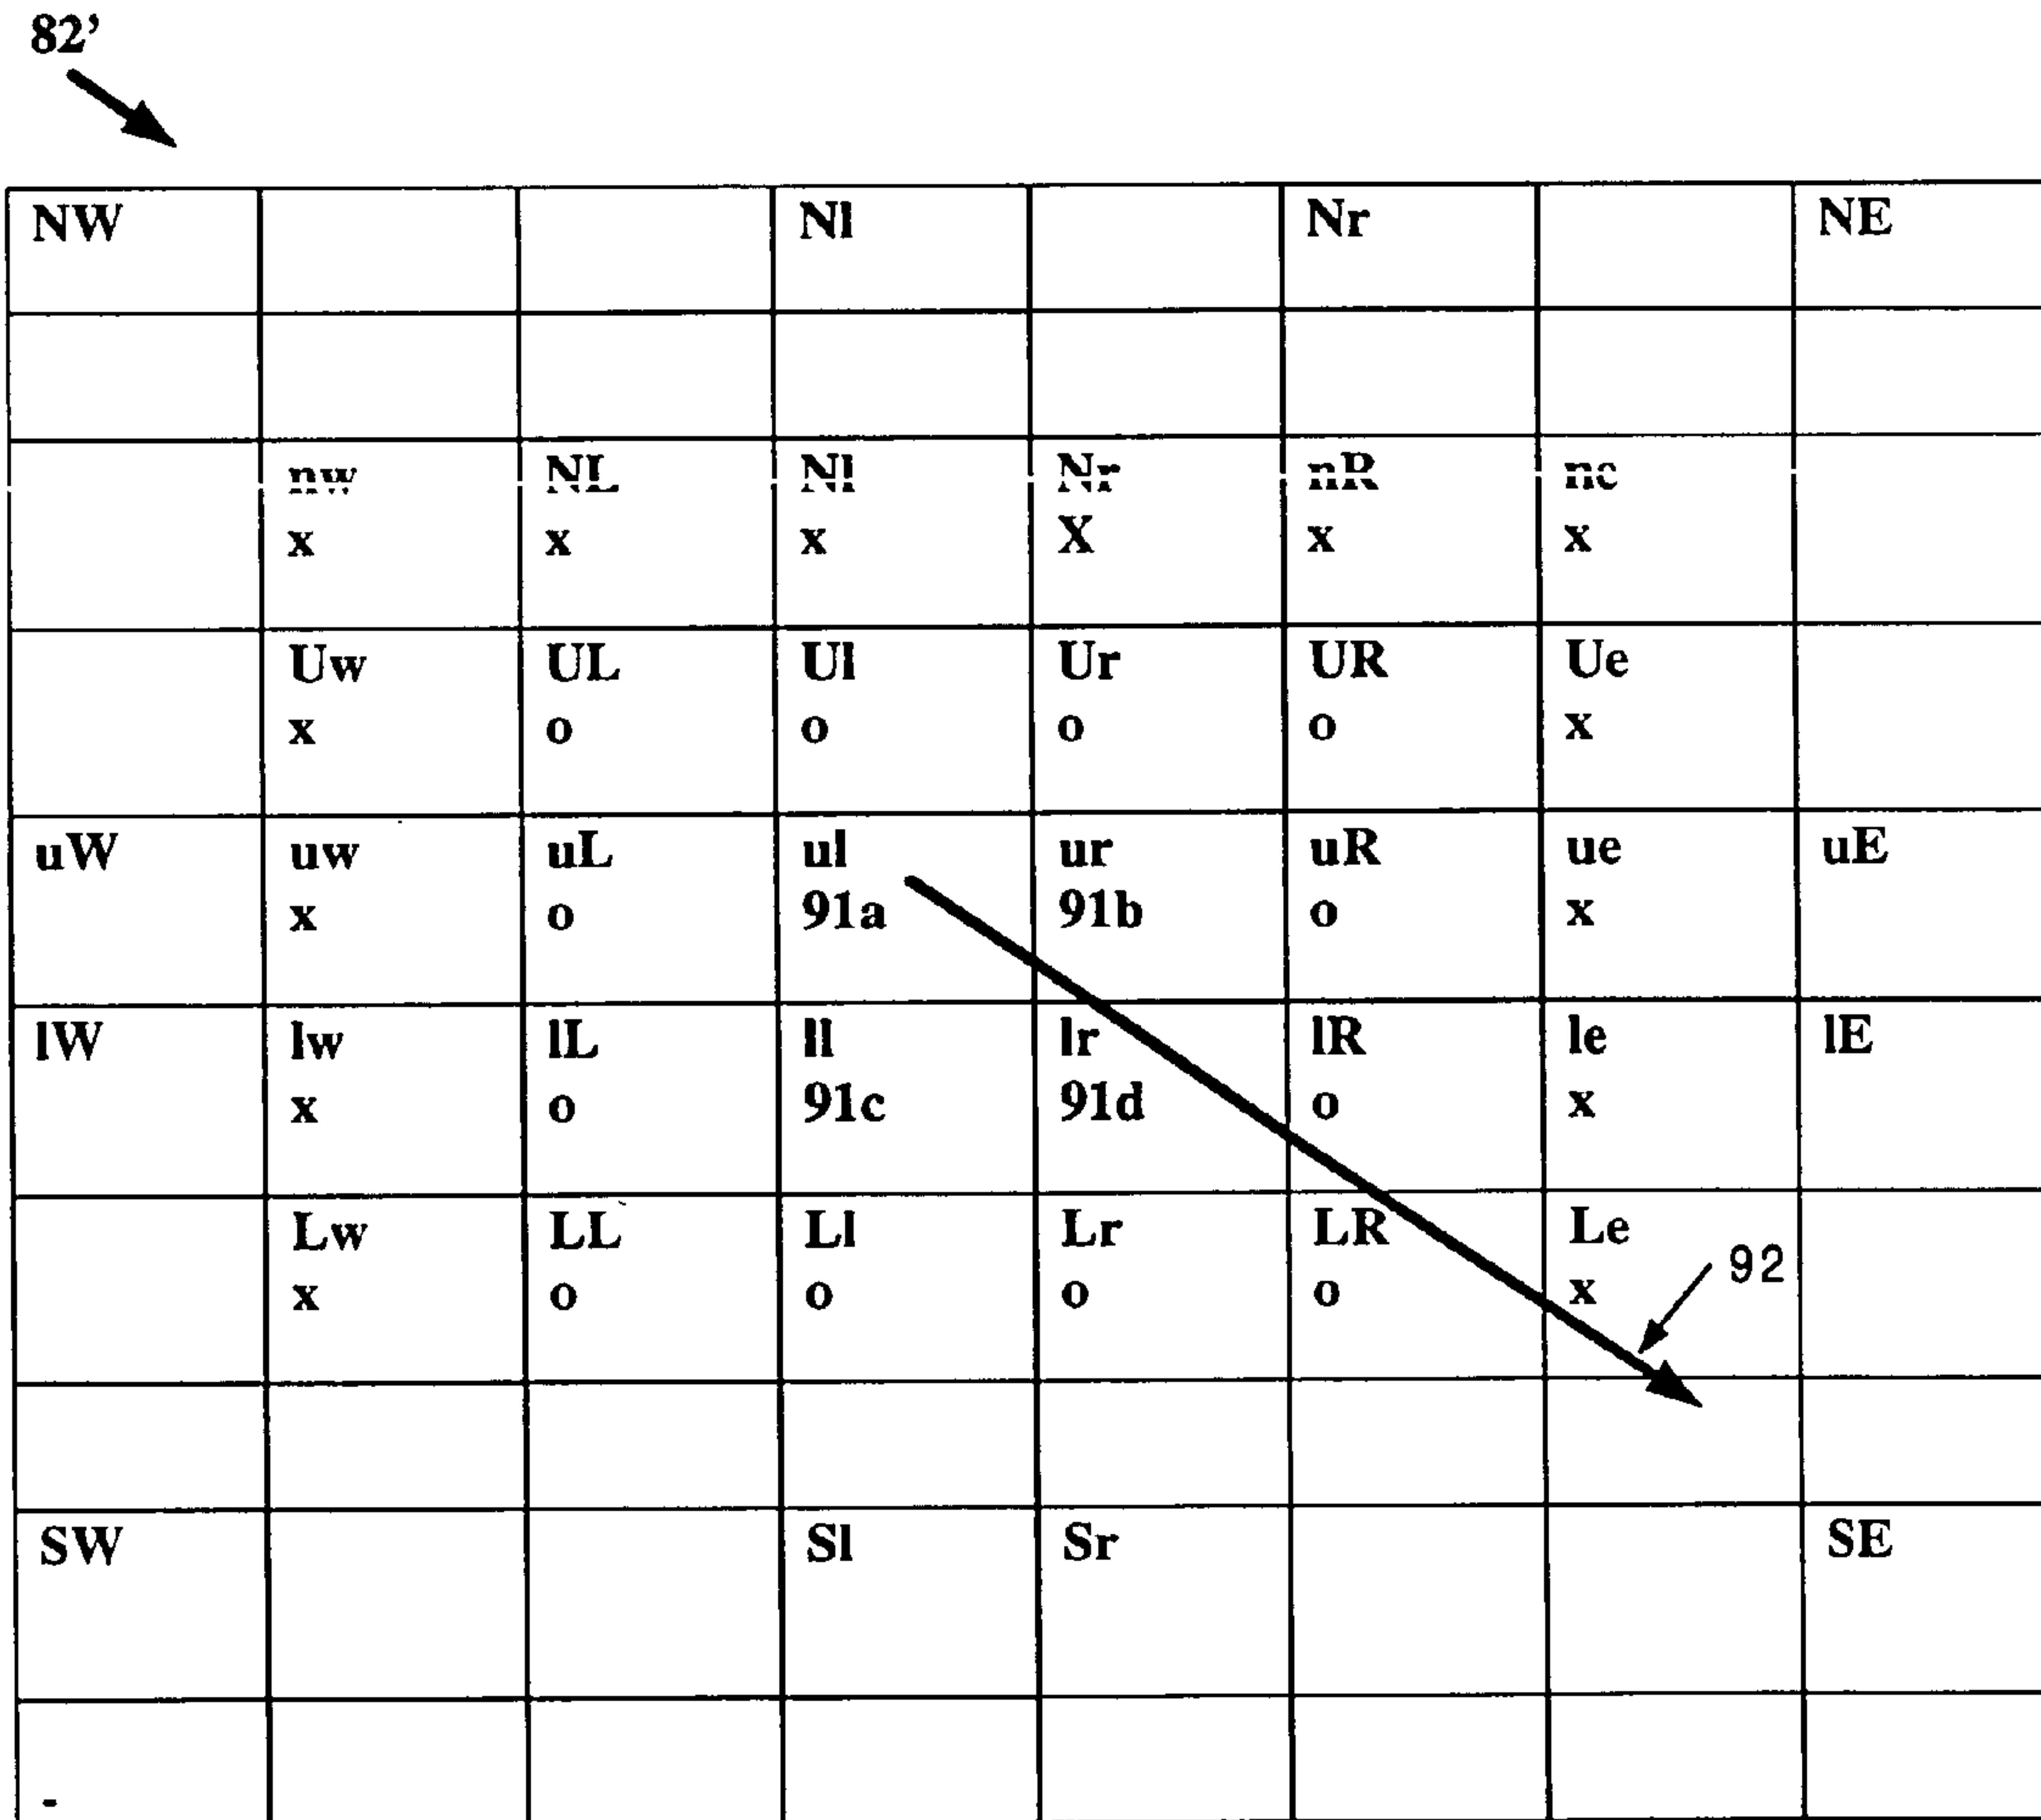 82'
NW Nl Nr NE
nw NL Nl Nr nR ne
x x x X x x
Uw UL Ul Ur UR Ue
x o o o o x
uW uw uL ul ur uR ue uE
x o 91a 91b o x
lW lw lL ll lr lR le lE
x o 91c 91d o x
Lw LL Ll Lr LR Le
92
x o o o o x
SW Sl Sr SE
-